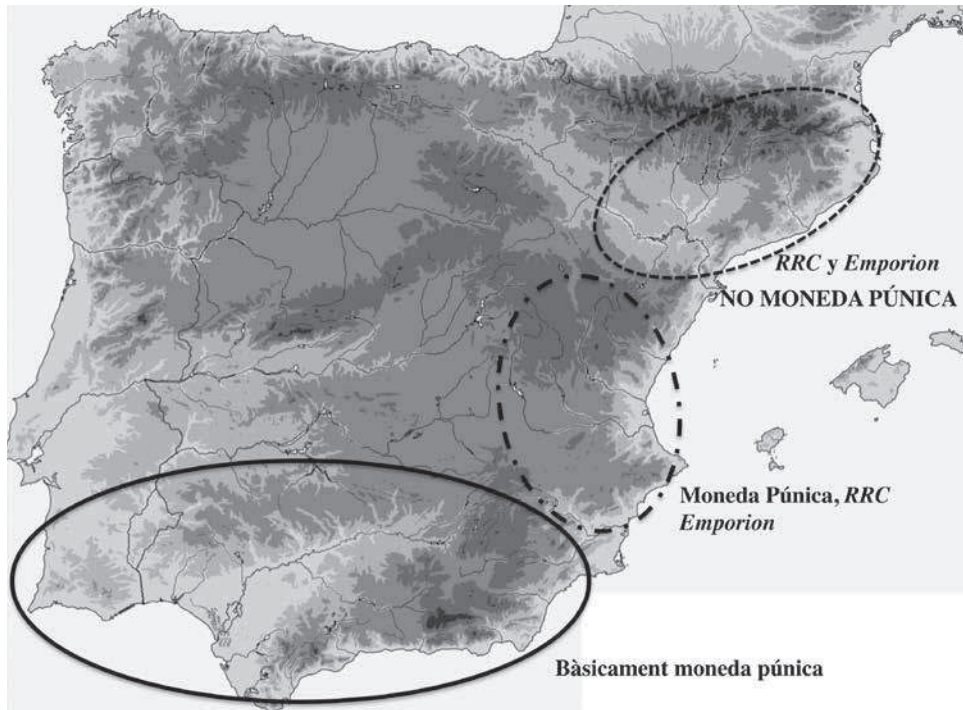 RRC y Emporion
NO MONEDA PÚNICA
Moneda Púnica, RRC
Emporion
Bàsicament moneda púnica